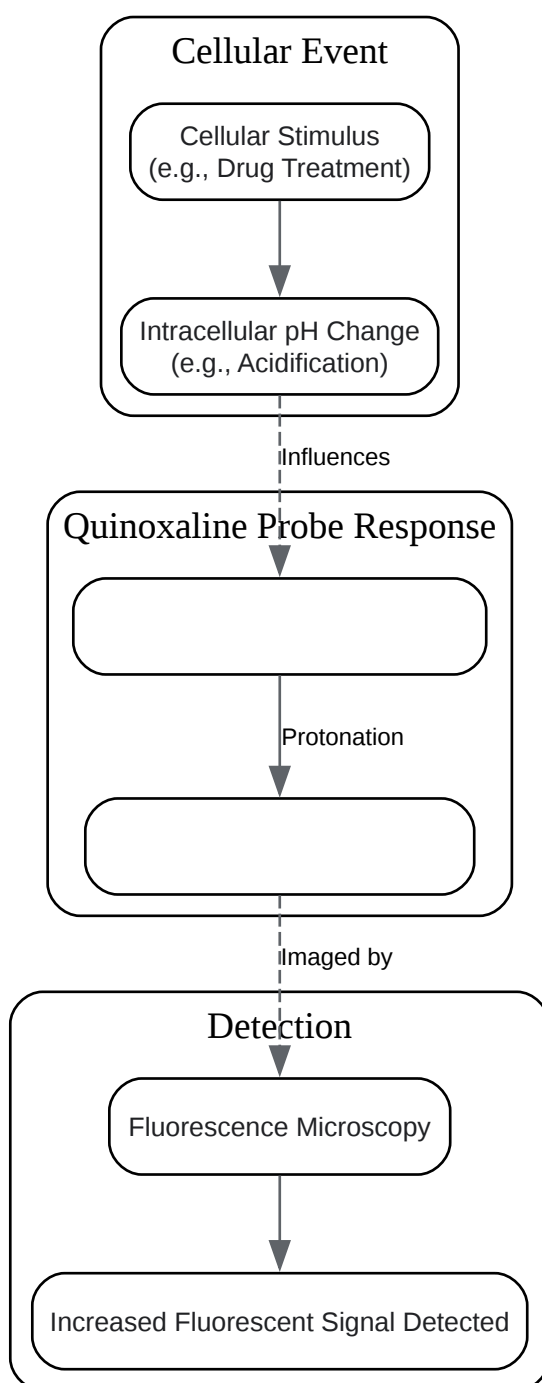 Cellular Event
Cellular Stimulus
(e.g., Drug Treatment)
Intracellular pH Change
(e.g., Acidification)
Influences
Quinoxaline Probe Response
Protonation
Imaged by
Detection
Fluorescence Microscopy
Increased Fluorescent Signal Detected